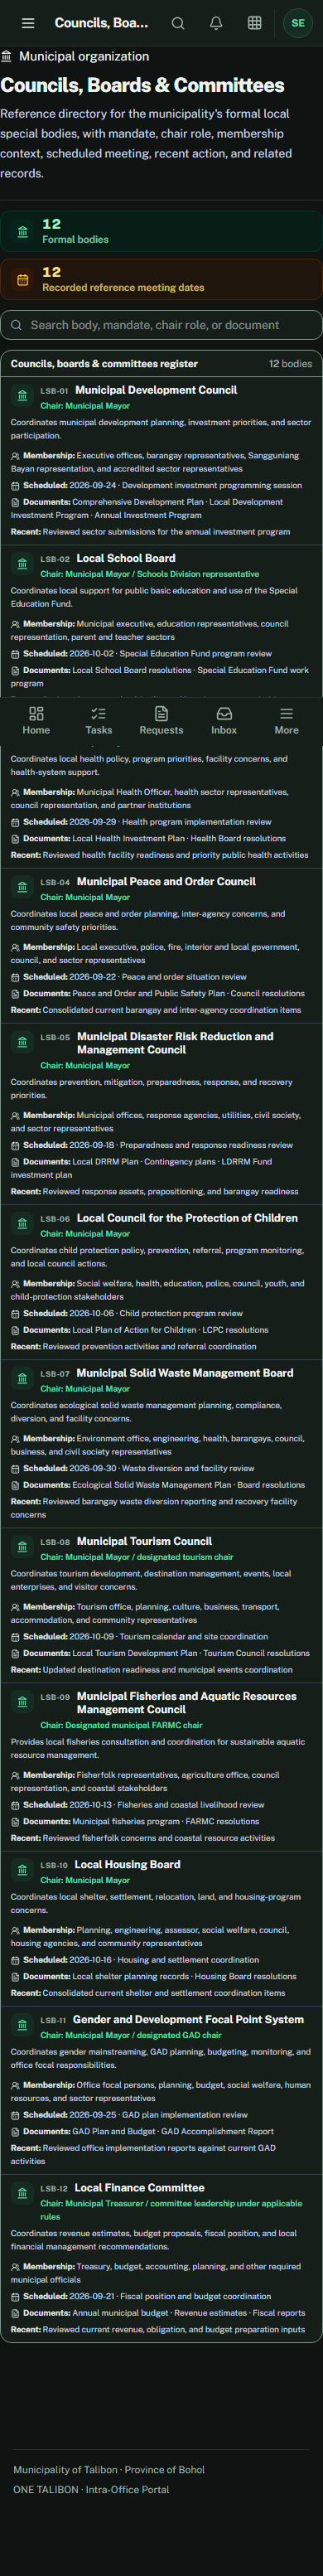 Councils, Boa...
SE
Municipal organization
Councils, Boards & Committees
Reference directory for the municipality's formal local
special bodies, with mandate, chair role, membership
context, scheduled meeting, recent action, and related
records.
12
Formal bodies
12
Recorded reference meeting dates
Search body, mandate, chair role, or document
Councils, boards & committees register 12 bodies
LSB-01 Municipal Development Council
Chair: Municipal Mayor
Coordinates municipal development planning, investment priorities, and sector
participation.
Membership: Executive offices, barangay representatives, Sangguniang
Bayan representation, and accredited sector representatives
Scheduled: 2026-09-24 · Development investment programming session
Documents: Comprehensive Development Plan · Local Development
Investment Program · Annual Investment Program
Recent: Reviewed sector submissions for the annual investment program
LSB-02 Local School Board
Chair: Municipal Mayor / Schools Division representative
Coordinates local support for public basic education and use of the Special
Education Fund.
Membership: Municipal executive, education representatives, council
representation, parent and teacher sectors
Scheduled: 2026-10-02 · Special Education Fund program review
Documents: Local School Board resolutions · Special Education Fund work
program
Home Tasks Requests Inbox More
Coordinates local health policy, program priorities, facility concerns, and
health-system support.
Membership: Municipal Health Officer, health sector representatives,
council representation, and partner institutions
Scheduled: 2026-09-29 · Health program implementation review
Documents: Local Health Investment Plan · Health Board resolutions
Recent: Reviewed health facility readiness and priority public health activities
LSB-04 Municipal Peace and Order Council
Chair: Municipal Mayor
Coordinates local peace and order planning, inter-agency concerns, and
community safety priorities.
Membership: Local executive, police, fire, interior and local government,
council, and sector representatives
Scheduled: 2026-09-22 · Peace and order situation review
Documents: Peace and Order and Public Safety Plan · Council resolutions
Recent: Consolidated current barangay and inter-agency coordination items
LSB-05 Municipal Disaster Risk Reduction and
Management Council
Chair: Municipal Mayor
Coordinates prevention, mitigation, preparedness, response, and recovery
priorities.
Membership: Municipal offices, response agencies, utilities, civil society,
and sector representatives
Scheduled: 2026-09-18 · Preparedness and response readiness review
Documents: Local DRRM Plan · Contingency plans · LDRRM Fund
investment plan
Recent: Reviewed response assets, prepositioning, and barangay readiness
LSB-06 Local Council for the Protection of Children
Chair: Municipal Mayor
Coordinates child protection policy, prevention, referral, program monitoring,
and local council actions.
Membership: Social welfare, health, education, police, council, youth, and
child-protection stakeholders
Scheduled: 2026-10-06 · Child protection program review
Documents: Local Plan of Action for Children · LCPC resolutions
Recent: Reviewed prevention activities and referral coordination
LSB-07 Municipal Solid Waste Management Board
Chair: Municipal Mayor
Coordinates ecological solid waste management planning, compliance,
diversion, and facility concerns.
Membership: Environment office, engineering, health, barangays, council,
business, and civil society representatives
Scheduled: 2026-09-30 · Waste diversion and facility review
Documents: Ecological Solid Waste Management Plan · Board resolutions
Recent: Reviewed barangay waste diversion reporting and recovery facility
concerns
LSB-08 Municipal Tourism Council
Chair: Municipal Mayor / designated tourism chair
Coordinates tourism development, destination management, events, local
enterprises, and visitor concerns.
Membership: Tourism office, planning, culture, business, transport,
accommodation, and community representatives
Scheduled: 2026-10-09 · Tourism calendar and site coordination
Documents: Local Tourism Development Plan · Tourism Council resolutions
Recent: Updated destination readiness and municipal events coordination
LSB-09 Municipal Fisheries and Aquatic Resources
Management Council
Chair: Designated municipal FARMC chair
Provides local fisheries consultation and coordination for sustainable aquatic
resource management.
Membership: Fisherfolk representatives, agriculture office, council
representation, and coastal stakeholders
Scheduled: 2026-10-13 · Fisheries and coastal livelihood review
Documents: Municipal fisheries program · FARMC resolutions
Recent: Reviewed fisherfolk concerns and coastal resource activities
LSB-10 Local Housing Board
Chair: Municipal Mayor
Coordinates local shelter, settlement, relocation, land, and housing-program
concerns.
Membership: Planning, engineering, assessor, social welfare, council,
housing agencies, and community representatives
Scheduled: 2026-10-16 · Housing and settlement coordination
Documents: Local shelter planning records · Housing Board resolutions
Recent: Consolidated current shelter and settlement coordination items
LSB-11 Gender and Development Focal Point System
Chair: Municipal Mayor / designated GAD chair
Coordinates gender mainstreaming, GAD planning, budgeting, monitoring, and
office focal responsibilities.
Membership: Office focal persons, planning, budget, social welfare, human
resources, and sector representatives
Scheduled: 2026-09-25 · GAD plan implementation review
Documents: GAD Plan and Budget · GAD Accomplishment Report
Recent: Reviewed office implementation reports against current GAD
activities
LSB-12 Local Finance Committee
Chair: Municipal Treasurer / committee leadership under applicable
rules
Coordinates revenue estimates, budget proposals, fiscal position, and local
financial management recommendations.
Membership: Treasury, budget, accounting, planning, and other required
municipal officials
Scheduled: 2026-09-21 · Fiscal position and budget coordination
Documents: Annual municipal budget · Revenue estimates · Fiscal reports
Recent: Reviewed current revenue, obligation, and budget preparation inputs
Municipality of Talibon · Province of Bohol
ONE TALIBON · Intra-Office Portal